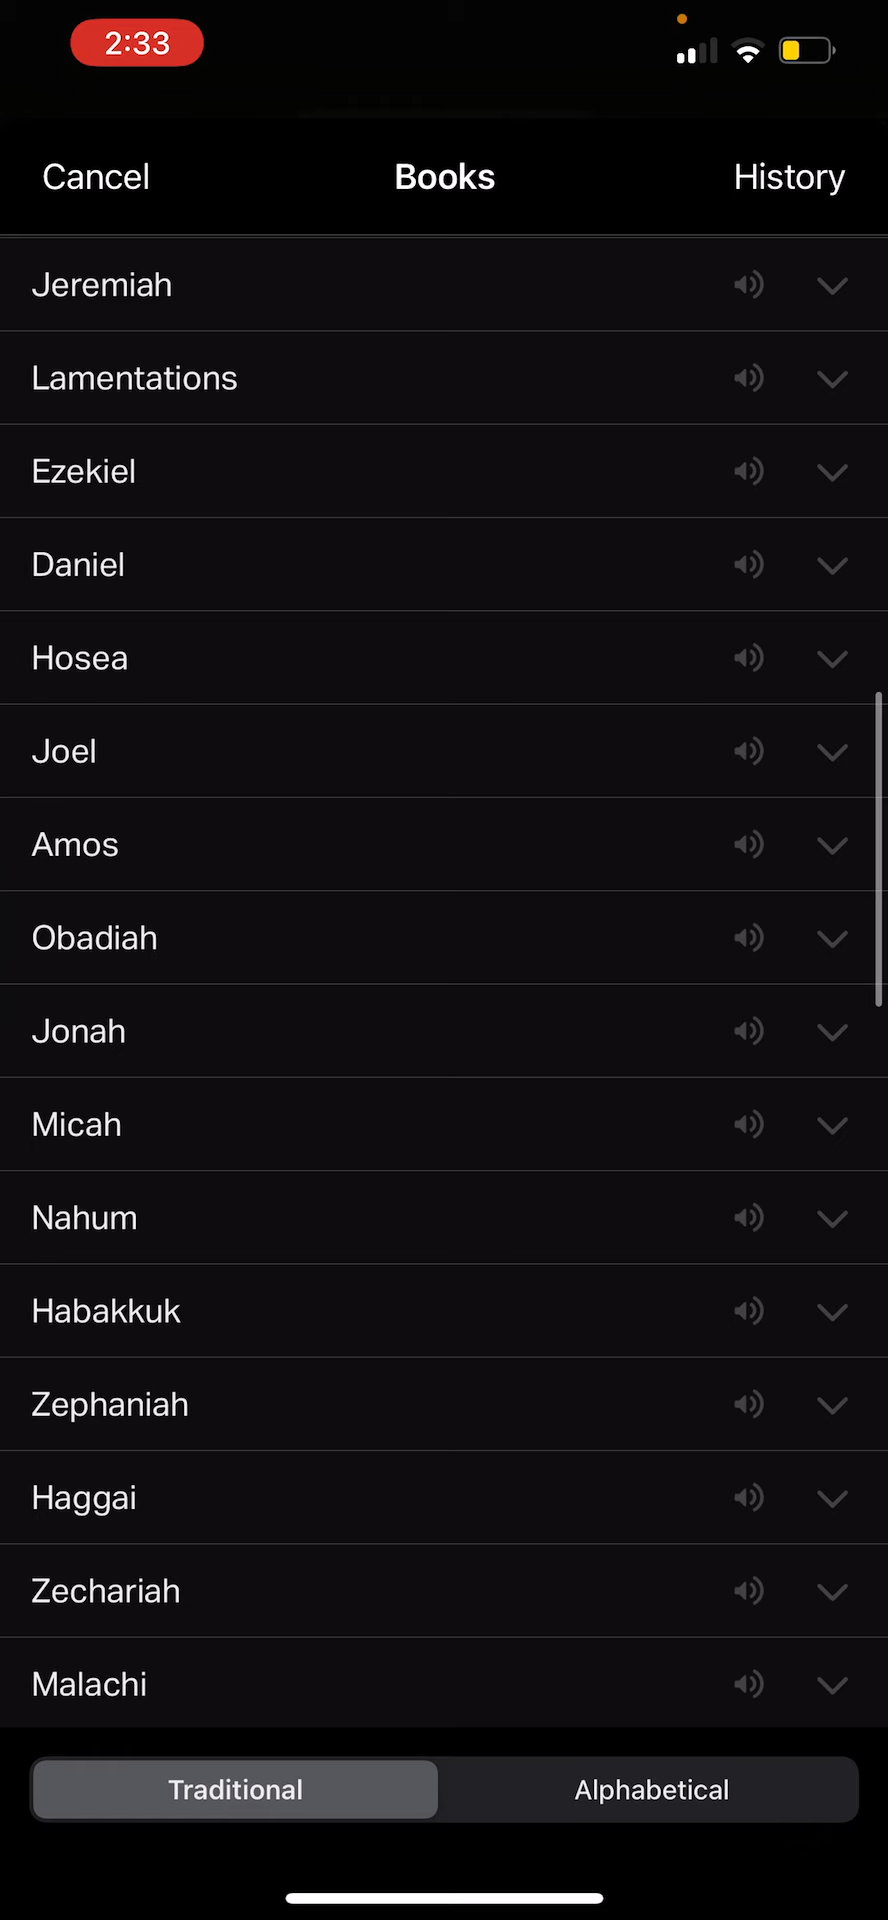 2:33
Cancel Books History
Jeremiah
Lamentations
Ezekiel
Daniel
Hosea
Joel
Amos
Obadiah
Jonah
Micah
Nahum
Habakkuk
Zephaniah
Haggai
Zechariah
Malachi
Traditional Alphabetical